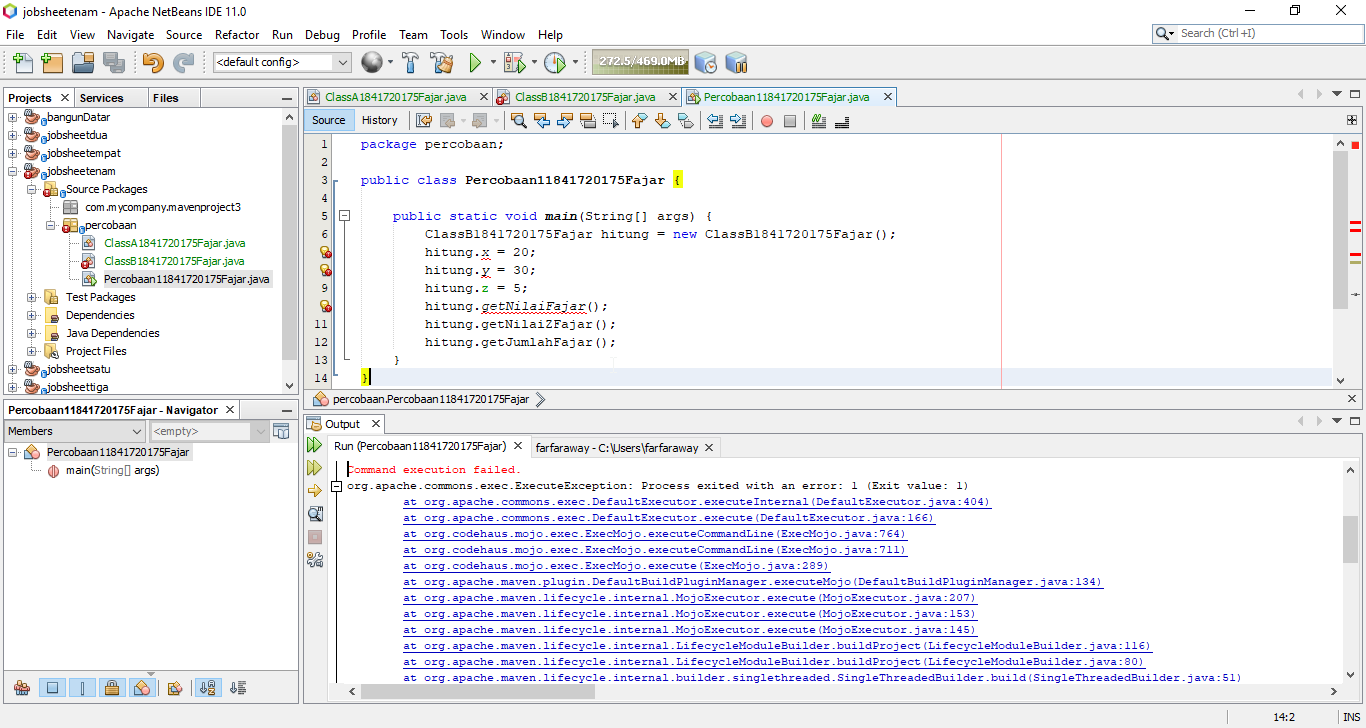 jobsheetenam - Apache NetBeans IDE 11.0
File Edit View Navigate Source Refactor Run Debug Profile Team Tools Window Help
Search (Ctrl+I)
<default config>
272.5/469.0MB
Projects Services Files
bangunDatar
jobsheetdua
jobsheetempat
jobsheetenam
Source Packages
com.mycompany.mavenproject3
percobaan
ClassA1841720175Fajar.java
ClassB1841720175Fajar.java
Percobaan11841720175Fajar.java
Test Packages
Dependencies
Java Dependencies
Project Files
jobsheetsatu
jobsheettiga
Percobaan11841720175Fajar - Navigator
Members <empty>
Percobaan11841720175Fajar
main(String[] args)
ClassA1841720175Fajar.java ClassB1841720175Fajar.java Percobaan11841720175Fajar.java
Source History
1 package percobaan;
2
3 public class Percobaan11841720175Fajar {
4
5 public static void main(String[] args) {
6 ClassB1841720175Fajar hitung = new ClassB1841720175Fajar();
hitung.x = 20;
hitung.y = 30;
9 hitung.z = 5;
hitung.getNilaiFajar();
11 hitung.getNilaiZFajar();
12 hitung.getJumlahFajar();
13 }
14 }
percobaan.Percobaan11841720175Fajar
Output
Run (Percobaan11841720175Fajar) farfaraway - C:\Users\farfaraway
Command execution failed.
org.apache.commons.exec.ExecuteException: Process exited with an error: 1 (Exit value: 1)
at org.apache.commons.exec.DefaultExecutor.executeInternal(DefaultExecutor.java:404)
at org.apache.commons.exec.DefaultExecutor.execute(DefaultExecutor.java:166)
at org.codehaus.mojo.exec.ExecMojo.executeCommandLine(ExecMojo.java:764)
at org.codehaus.mojo.exec.ExecMojo.executeCommandLine(ExecMojo.java:711)
at org.codehaus.mojo.exec.ExecMojo.execute(ExecMojo.java:289)
at org.apache.maven.plugin.DefaultBuildPluginManager.executeMojo(DefaultBuildPluginManager.java:134)
at org.apache.maven.lifecycle.internal.MojoExecutor.execute(MojoExecutor.java:207)
at org.apache.maven.lifecycle.internal.MojoExecutor.execute(MojoExecutor.java:153)
at org.apache.maven.lifecycle.internal.MojoExecutor.execute(MojoExecutor.java:145)
at org.apache.maven.lifecycle.internal.LifecycleModuleBuilder.buildProject(LifecycleModuleBuilder.java:116)
at org.apache.maven.lifecycle.internal.LifecycleModuleBuilder.buildProject(LifecycleModuleBuilder.java:80)
at org.apache.maven.lifecycle.internal.builder.singlethreaded.SingleThreadedBuilder.build(SingleThreadedBuilder.java:51)
14:2 INS